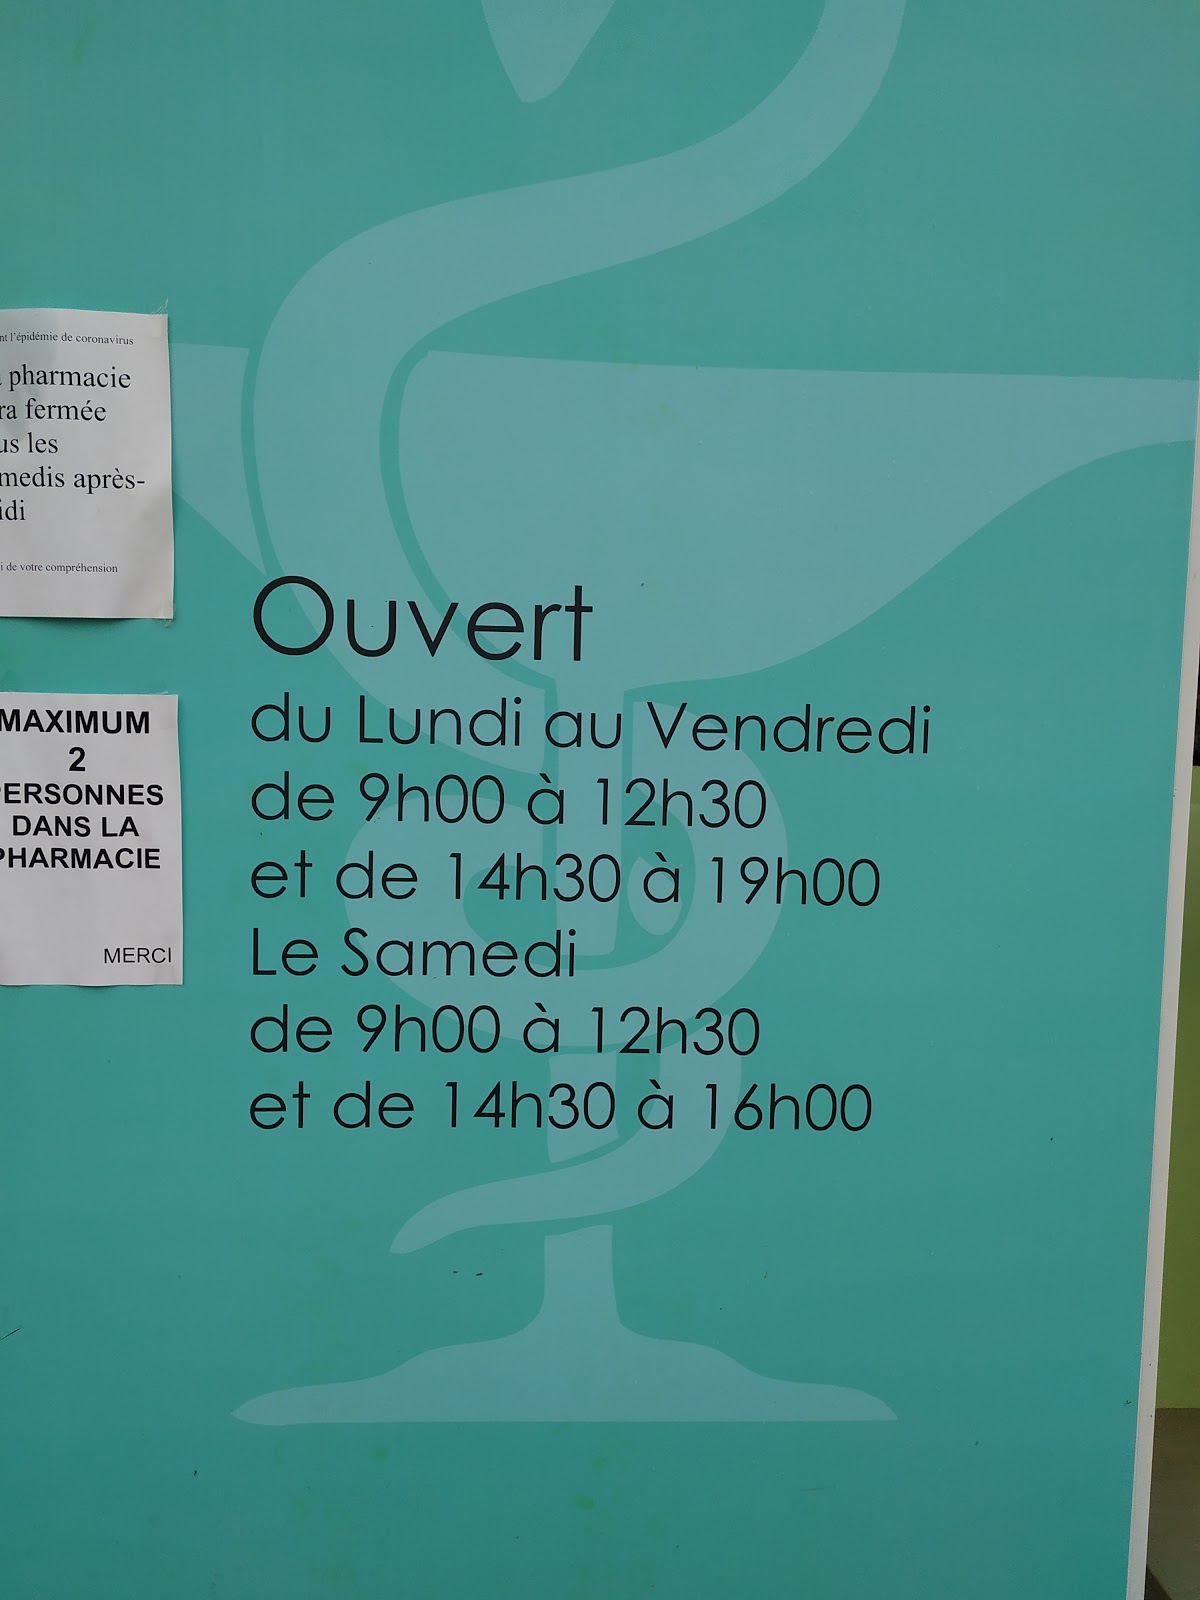 l'épidémie de coronavirus
pharmacie
fermée
les
après-
de votre compréhension
MAXIMUM
2
DANS LA
MERCI
Ouvert
du Lundi au Vendredi
de 9h00 à 12h30
et de 14h30 à 19h00
Le Samedi
de 9h00 à 12h30
et de 14h30 à 16h00